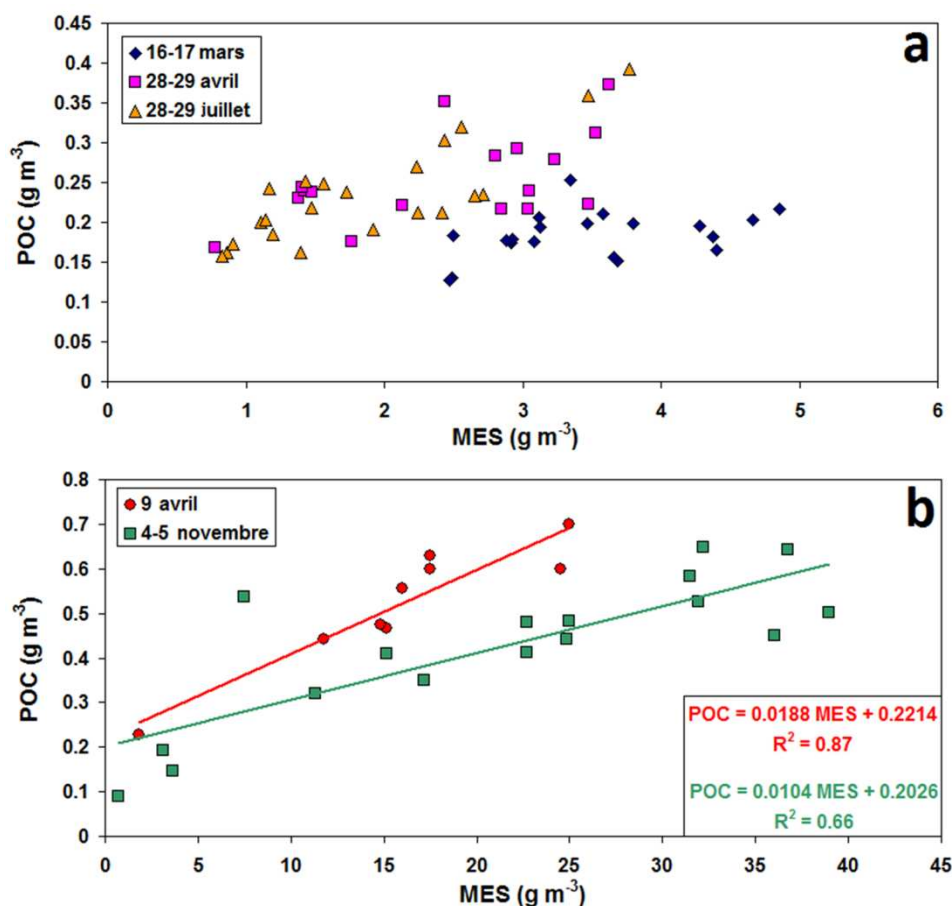 a
16-17 mars
28-29 avril
28-29 juillet
POC (g m-3)
0.45
0.4
0.35
0.3
0.25
0.2
0.15
0.1
0.05
0
0 1 2 3 4 5 6
MES (g m-3)
b
9 avril
4-5 novembre
POC (g m-3)
0.8
0.7
0.6
0.5
0.4
0.3
0.2
0.1
0
POC = 0.0188 MES + 0.2214
R2 = 0.87
POC = 0.0104 MES + 0.2026
R2 = 0.66
0 5 10 15 20 25 30 35 40 45
MES (g m-3)